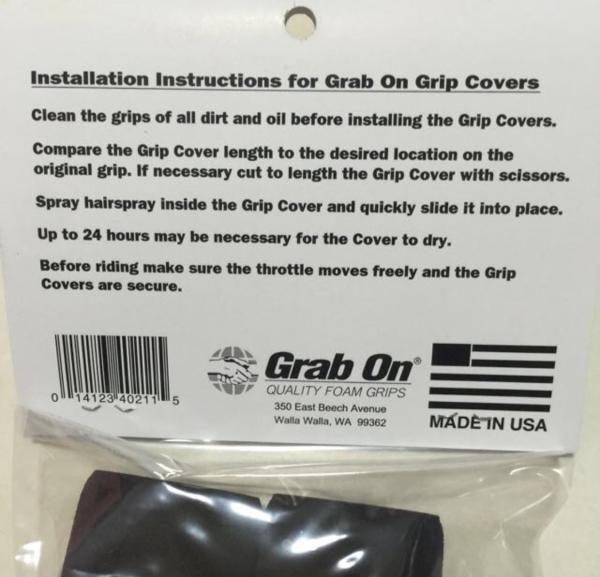 Installation Instructions for Grab On Grip Covers
Clean the grips of all dirt and oil before installing the Grip Covers.
Compare the Grip Cover length to the desired location on the
original grip. If necessary cut to length the Grip Cover with scissors.
Spray hairspray inside the Grip Cover and quickly slide it into place.
Up to 24 hours may be necessary for the Cover to dry.
Before riding make sure the throttle moves freely and the Grip
Covers are secure.
0 14123 40211 5
Grab On®
QUALITY FOAM GRIPS
350 East Beech Avenue
Walla Walla, WA 99362
MADE IN USA